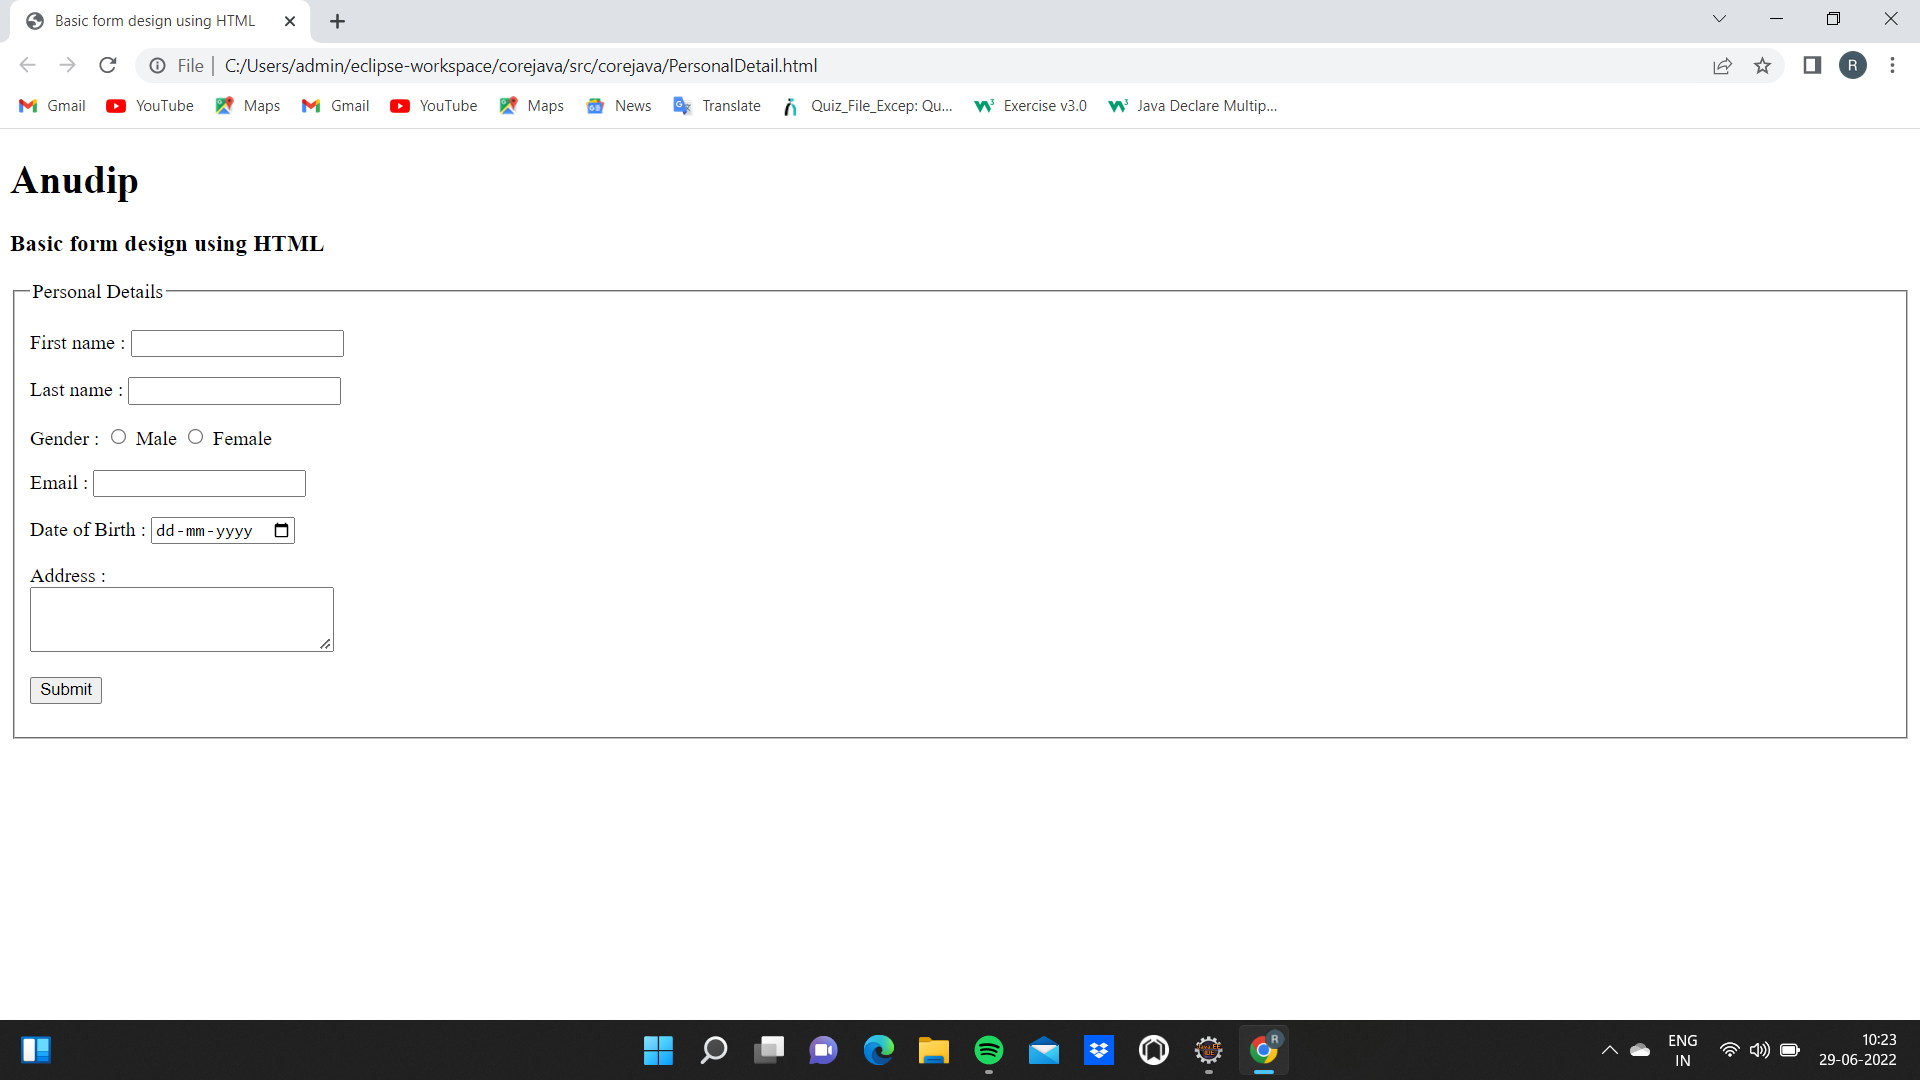 Basic form design using HTML
File | C:/Users/admin/eclipse-workspace/corejava/src/corejava/PersonalDetail.html
R
Gmail YouTube Maps Gmail YouTube Maps News Translate Quiz_File_Excep: Qu... Exercise v3.0 Java Declare Multip...
Anudip
Basic form design using HTML
Personal Details
First name :
Last name :
Gender : Male Female
Email :
Date of Birth : dd-mm-yyyy
Address :
Submit
ENG
IN
10:23
29-06-2022